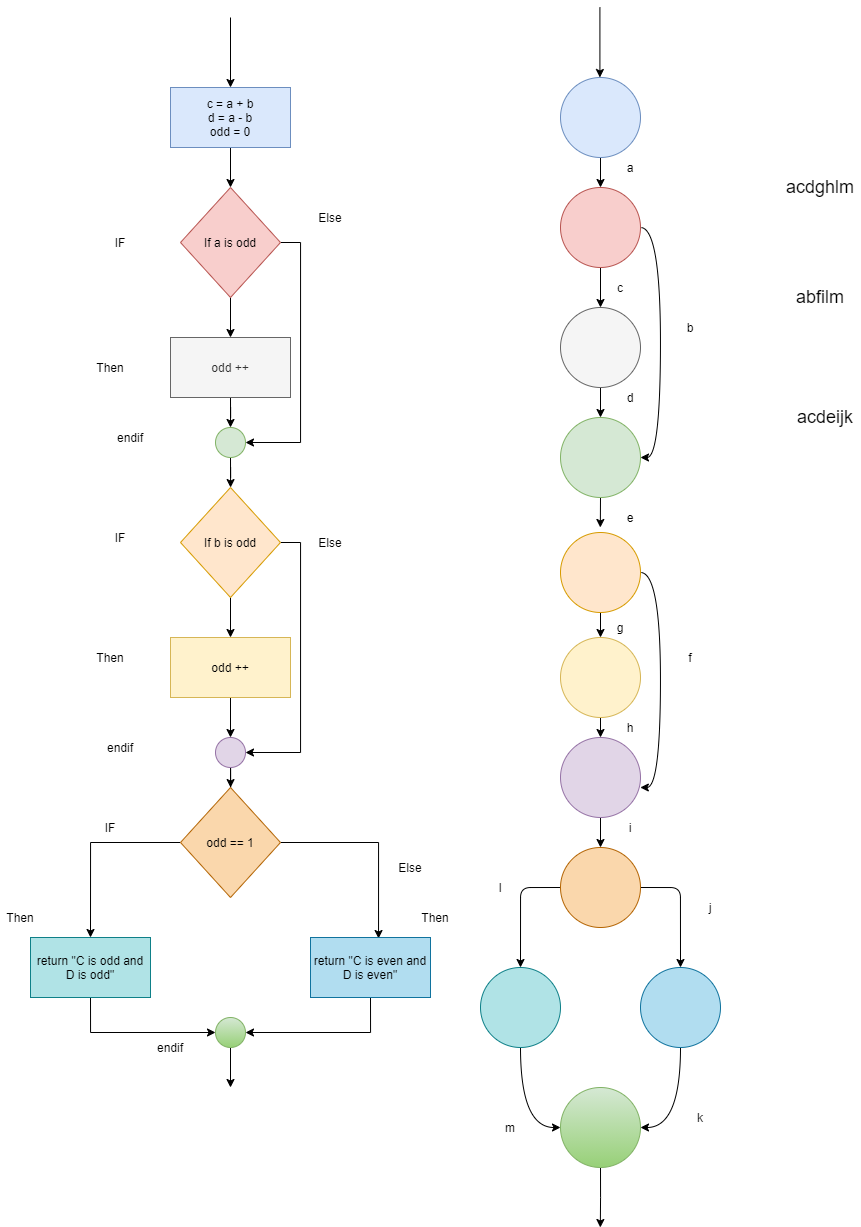 c = a + b
d = a - b
odd = 0
IF
If a is odd
Else
Then
odd ++
endif
IF
If b is odd
Else
Then
odd ++
endif
IF
odd == 1
Else
Then
Then
return "C is odd and
D is odd"
return "C is even and
D is even"
endif
a
c
b
d
e
g
f
h
i
l
j
m
k
acdghlm
abfilm
acdeijk